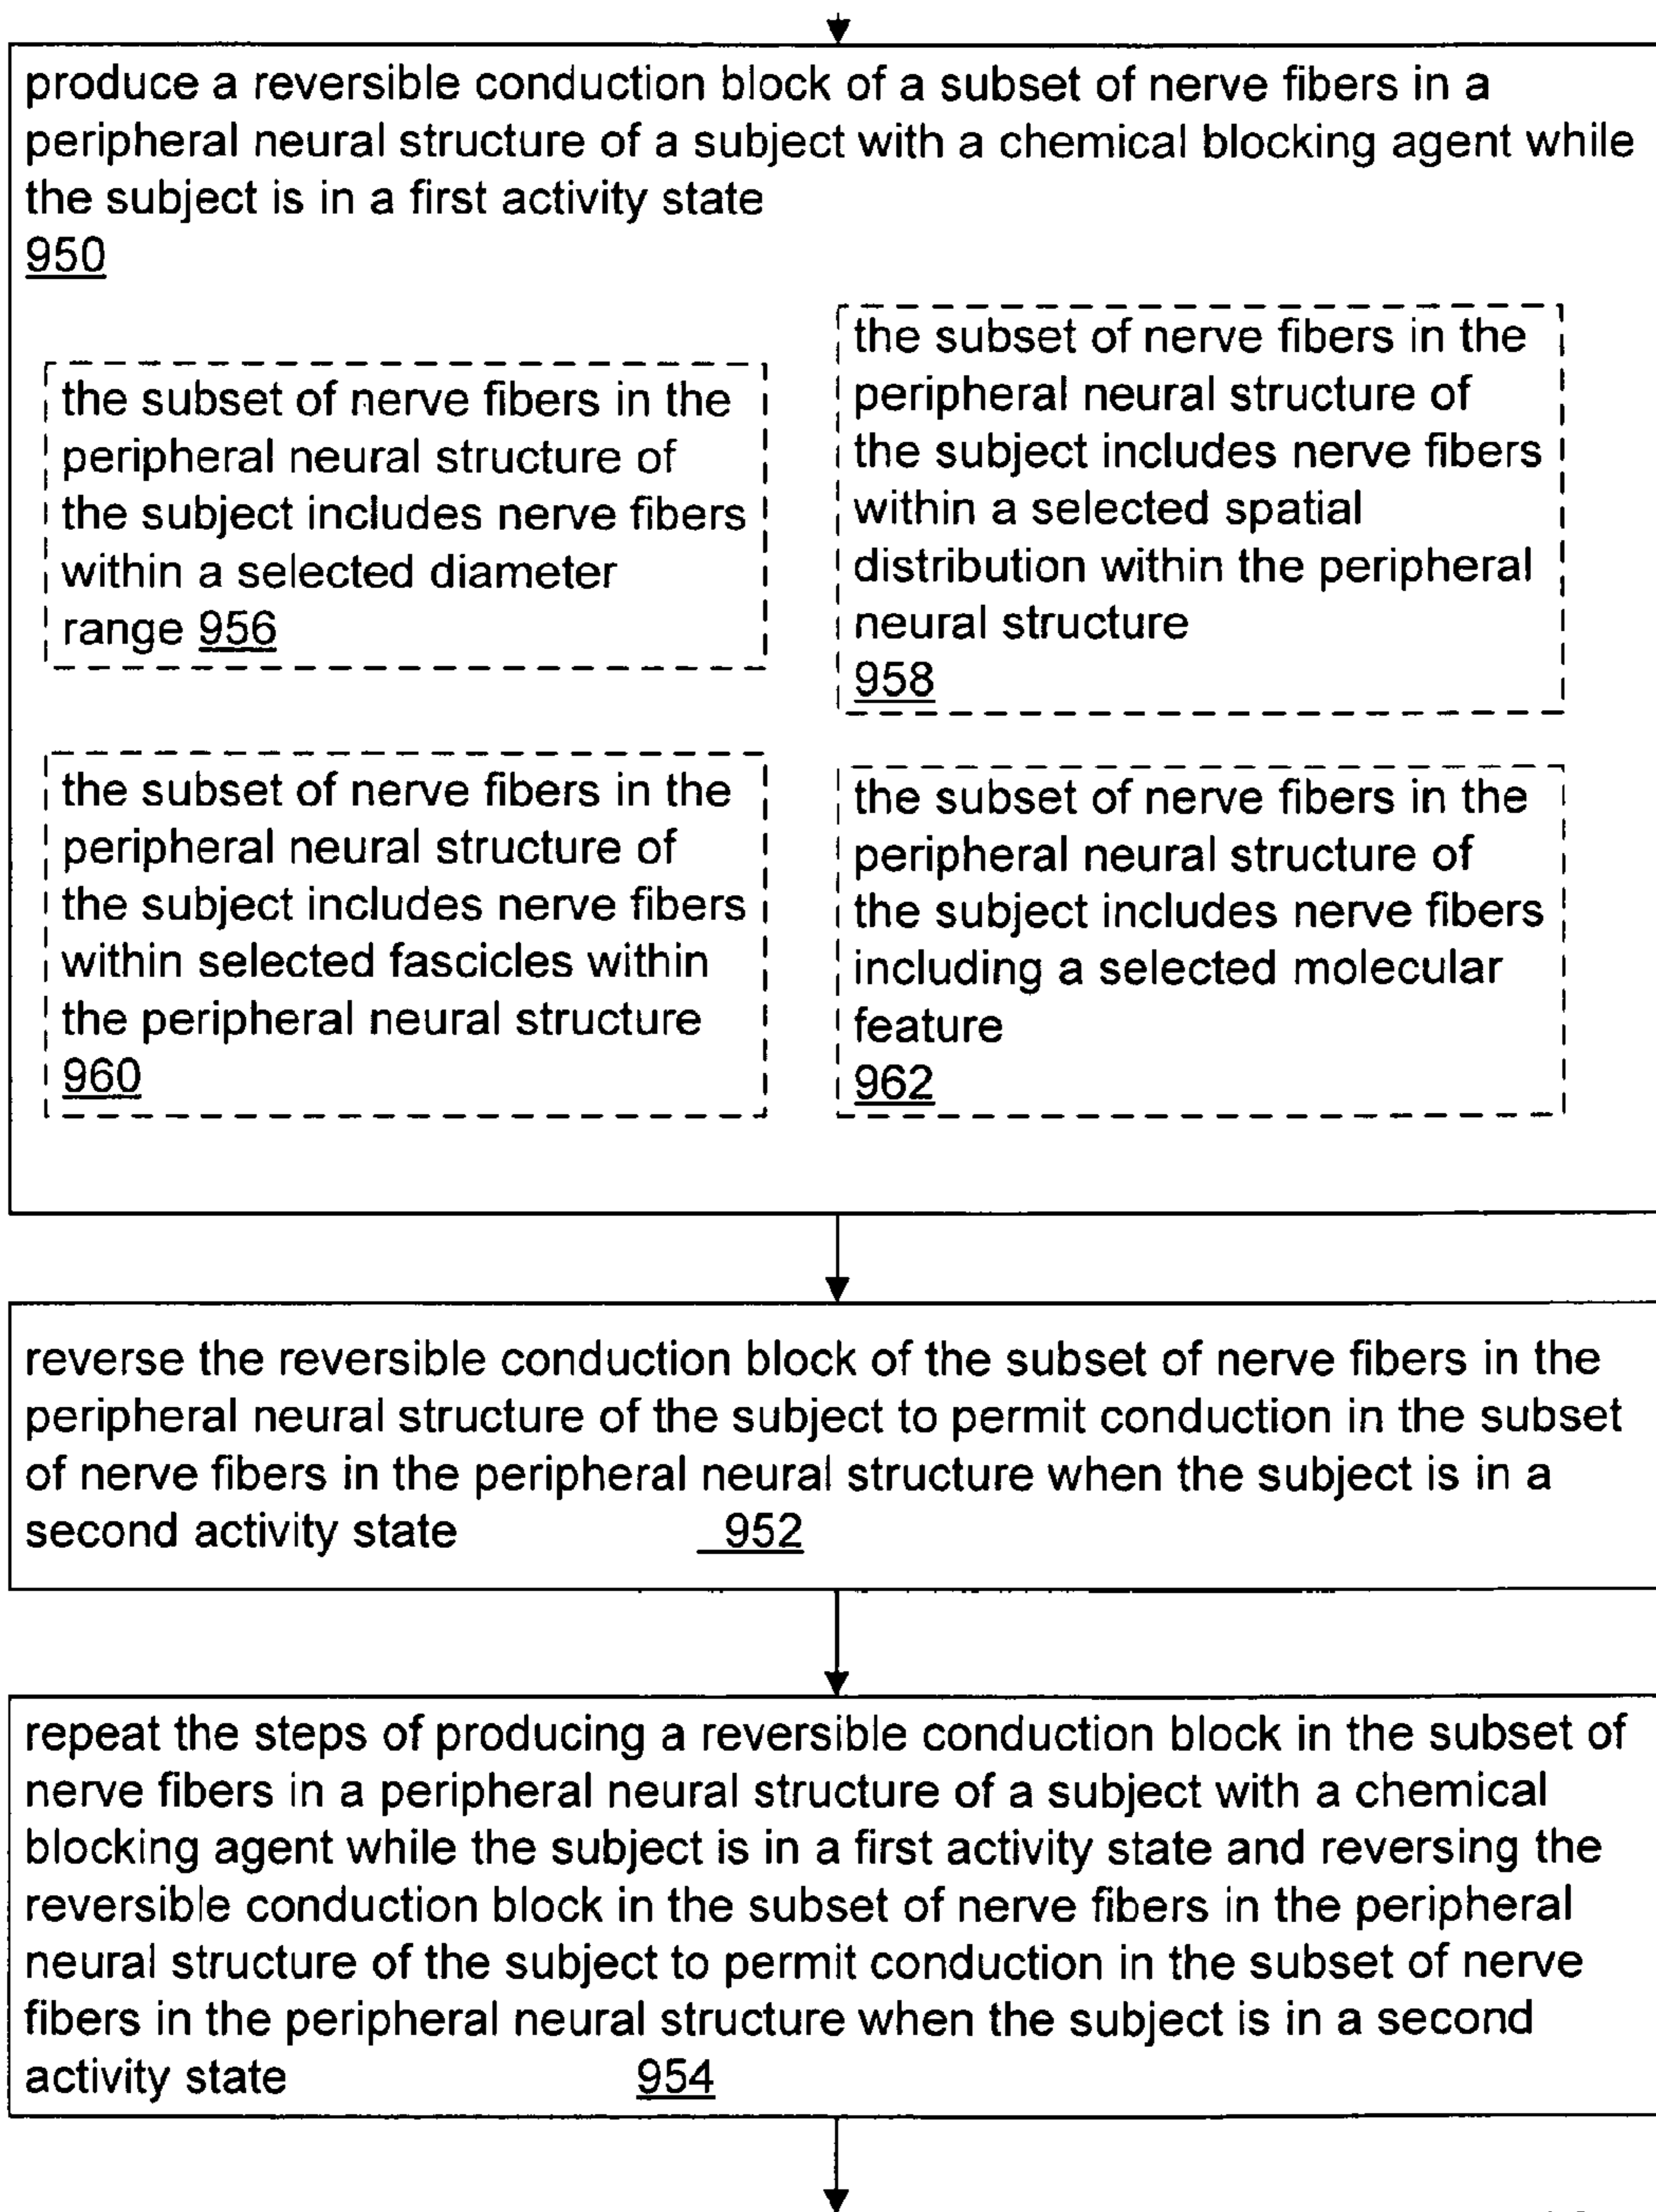 produce a reversible conduction block of a subset of nerve fibers in a
peripheral neural structure of a subject with a chemical blocking agent while
the subject is in a first activity state
950
the subset of nerve fibers in the
peripheral neural structure of
the subject includes nerve fibers
within a selected diameter
range 956
the subset of nerve fibers in the
peripheral neural structure of
the subject includes nerve fibers
within a selected spatial
distribution within the peripheral
neural structure
958
the subset of nerve fibers in the
peripheral neural structure of
the subject includes nerve fibers
within selected fascicles within
the peripheral neural structure
960
the subset of nerve fibers in the
peripheral neural structure of
the subject includes nerve fibers
including a selected molecular
feature
962
reverse the reversible conduction block of the subset of nerve fibers in the
peripheral neural structure of the subject to permit conduction in the subset
of nerve fibers in the peripheral neural structure when the subject is in a
second activity state 952
repeat the steps of producing a reversible conduction block in the subset of
nerve fibers in a peripheral neural structure of a subject with a chemical
blocking agent while the subject is in a first activity state and reversing the
reversible conduction block in the subset of nerve fibers in the peripheral
neural structure of the subject to permit conduction in the subset of nerve
fibers in the peripheral neural structure when the subject is in a second
activity state 954